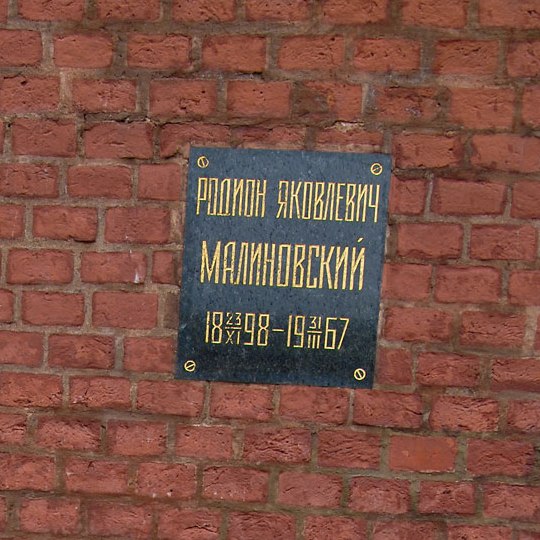 РОДИОН ЯКОВЛЕВИЧ
МАЛИНОВСКИЙ
18 23/XI 98–19 31/III 67